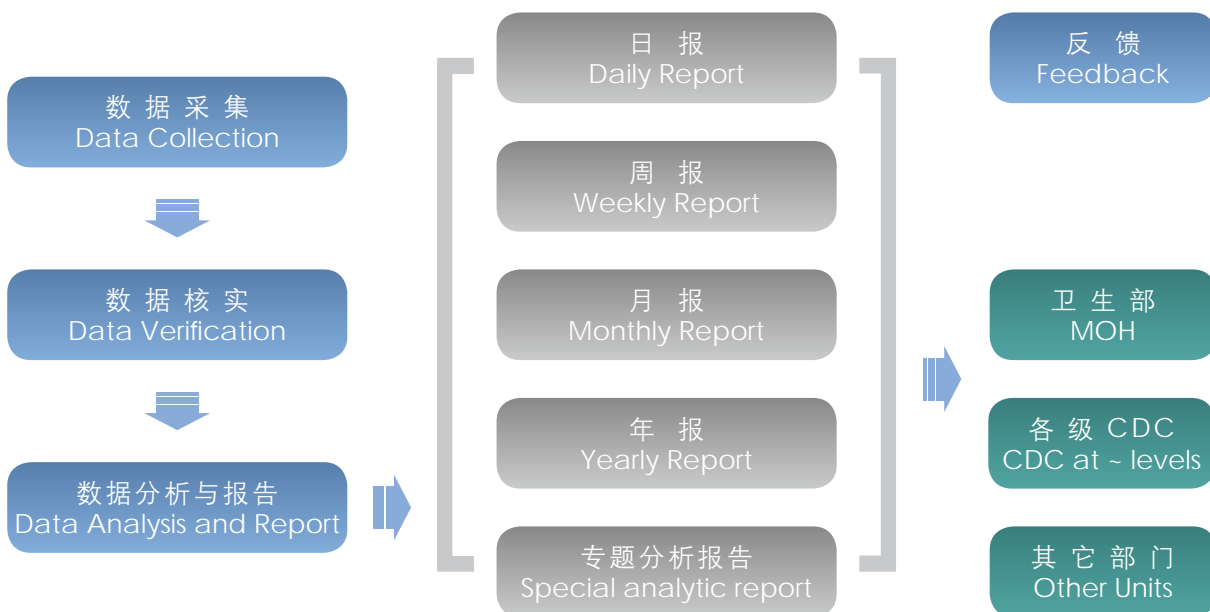 数据采集
Data Collection
数据核实
Data Verification
数据分析与报告
Data Analysis and Report
日报
Daily Report
周报
Weekly Report
月报
Monthly Report
年报
Yearly Report
专题分析报告
Special analytic report
反馈
Feedback
卫生部
MOH
各级 CDC
CDC at ~ levels
其它部门
Other Units